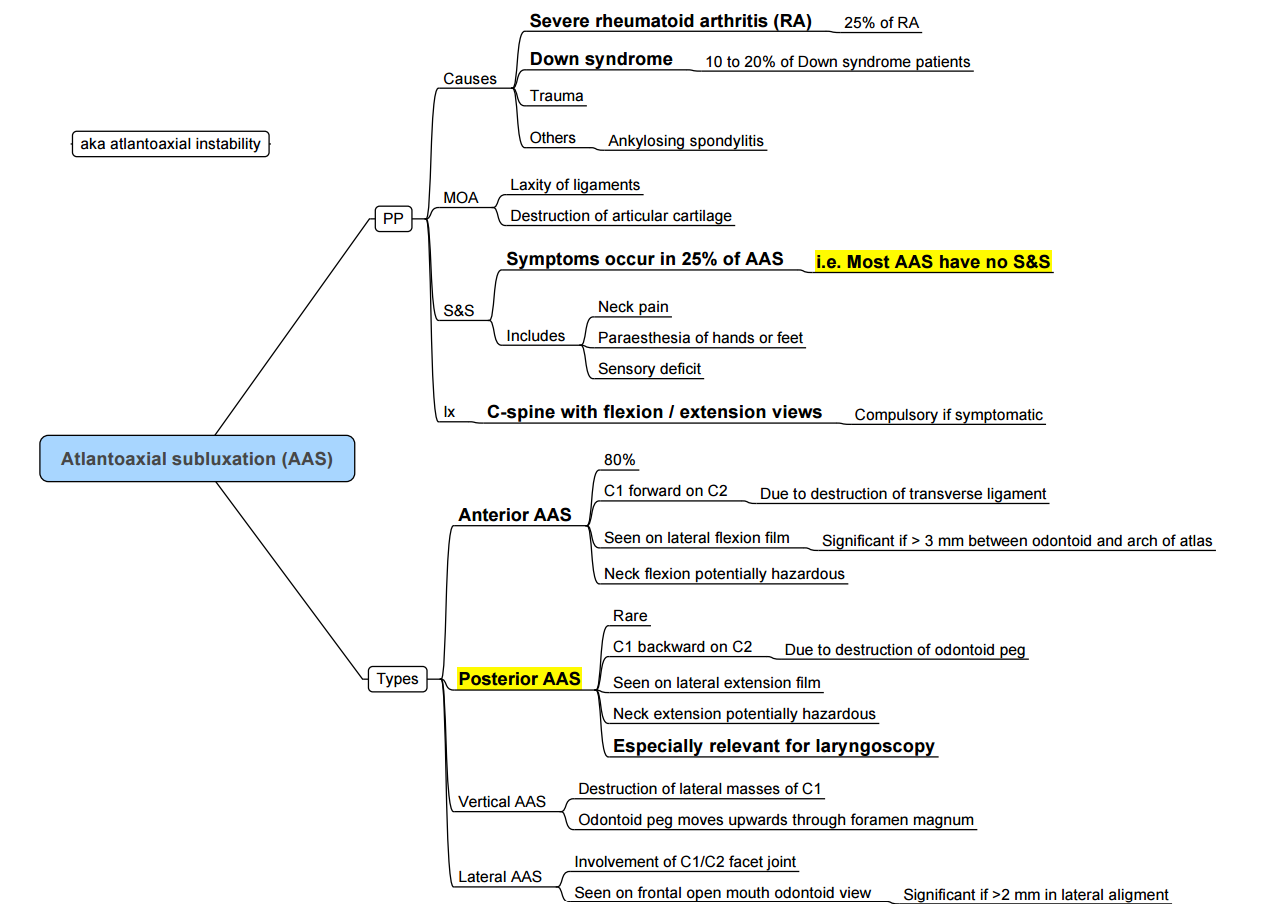 aka atlantoaxial instability
Atlantoaxial subluxation (AAS)
PP
Causes
Severe rheumatoid arthritis (RA)
25% of RA
Down syndrome
10 to 20% of Down syndrome patients
Trauma
Others
Ankylosing spondylitis
MOA
Laxity of ligaments
Destruction of articular cartilage
S&S
Symptoms occur in 25% of AAS
i.e. Most AAS have no S&S
Includes
Neck pain
Paraesthesia of hands or feet
Sensory deficit
Ix
C-spine with flexion / extension views
Compulsory if symptomatic
Types
Anterior AAS
80%
C1 forward on C2
Due to destruction of transverse ligament
Seen on lateral flexion film
Significant if > 3 mm between odontoid and arch of atlas
Neck flexion potentially hazardous
Posterior AAS
Rare
C1 backward on C2
Due to destruction of odontoid peg
Seen on lateral extension film
Neck extension potentially hazardous
Especially relevant for laryngoscopy
Vertical AAS
Destruction of lateral masses of C1
Odontoid peg moves upwards through foramen magnum
Lateral AAS
Involvement of C1/C2 facet joint
Seen on frontal open mouth odontoid view
Significant if >2 mm in lateral aligment